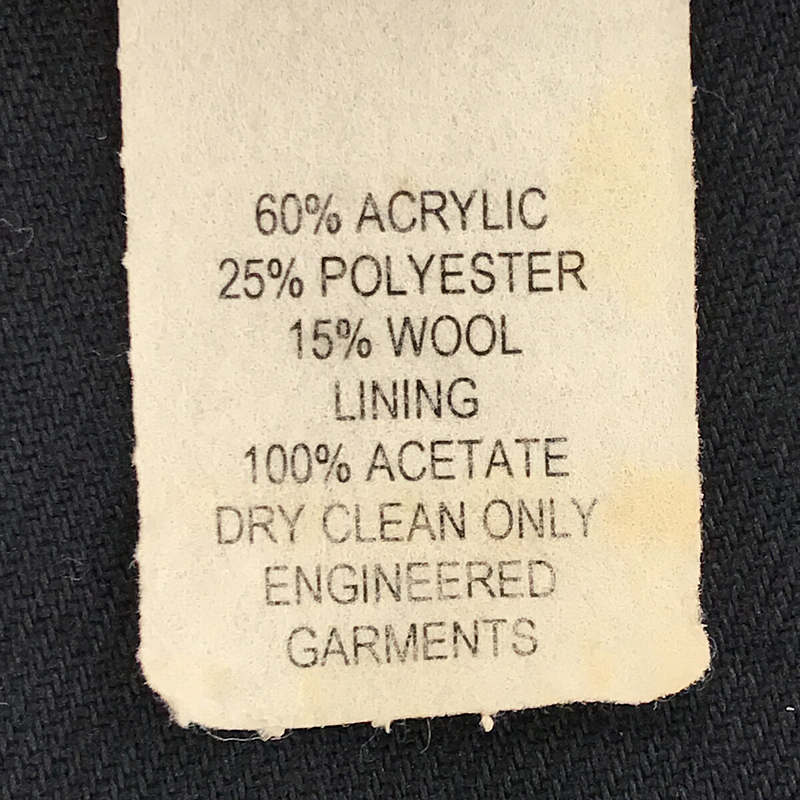 60% ACRYLIC
25% POLYESTER
15% WOOL
LINING
100% ACETATE
DRY CLEAN ONLY
ENGINEERED
GARMENTS